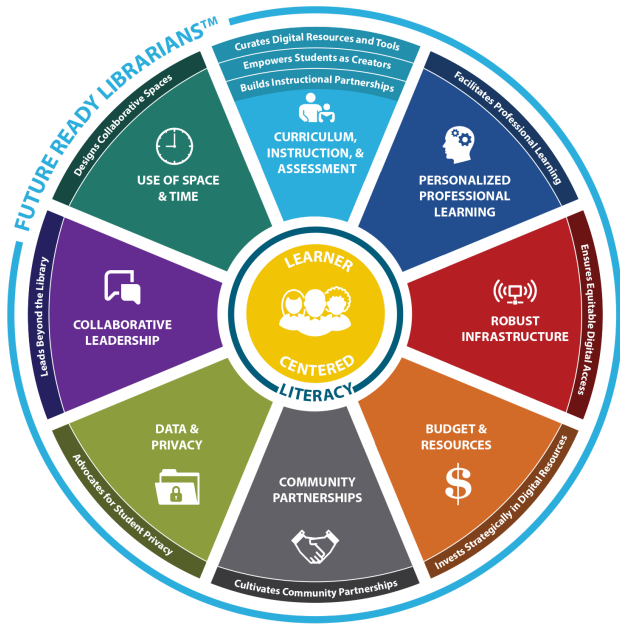 FUTURE READY LIBRARIANS™
Curates Digital Resources and Tools
Empowers Students as Creators
Builds Instructional Partnerships
CURRICULUM,
INSTRUCTION, &
ASSESSMENT
Facilitates Professional Learning
PERSONALIZED
PROFESSIONAL
LEARNING
Ensures Equitable Digital Access
ROBUST
INFRASTRUCTURE
Invests Strategically in Digital Resources
BUDGET &
RESOURCES
$
Cultivates Community Partnerships
COMMUNITY
PARTNERSHIPS
Advocates for Student Privacy
DATA &
PRIVACY
Leads Beyond the Library
COLLABORATIVE
LEADERSHIP
Designs Collaborative Spaces
USE OF SPACE
& TIME
LEARNER
CENTERED
LITERACY